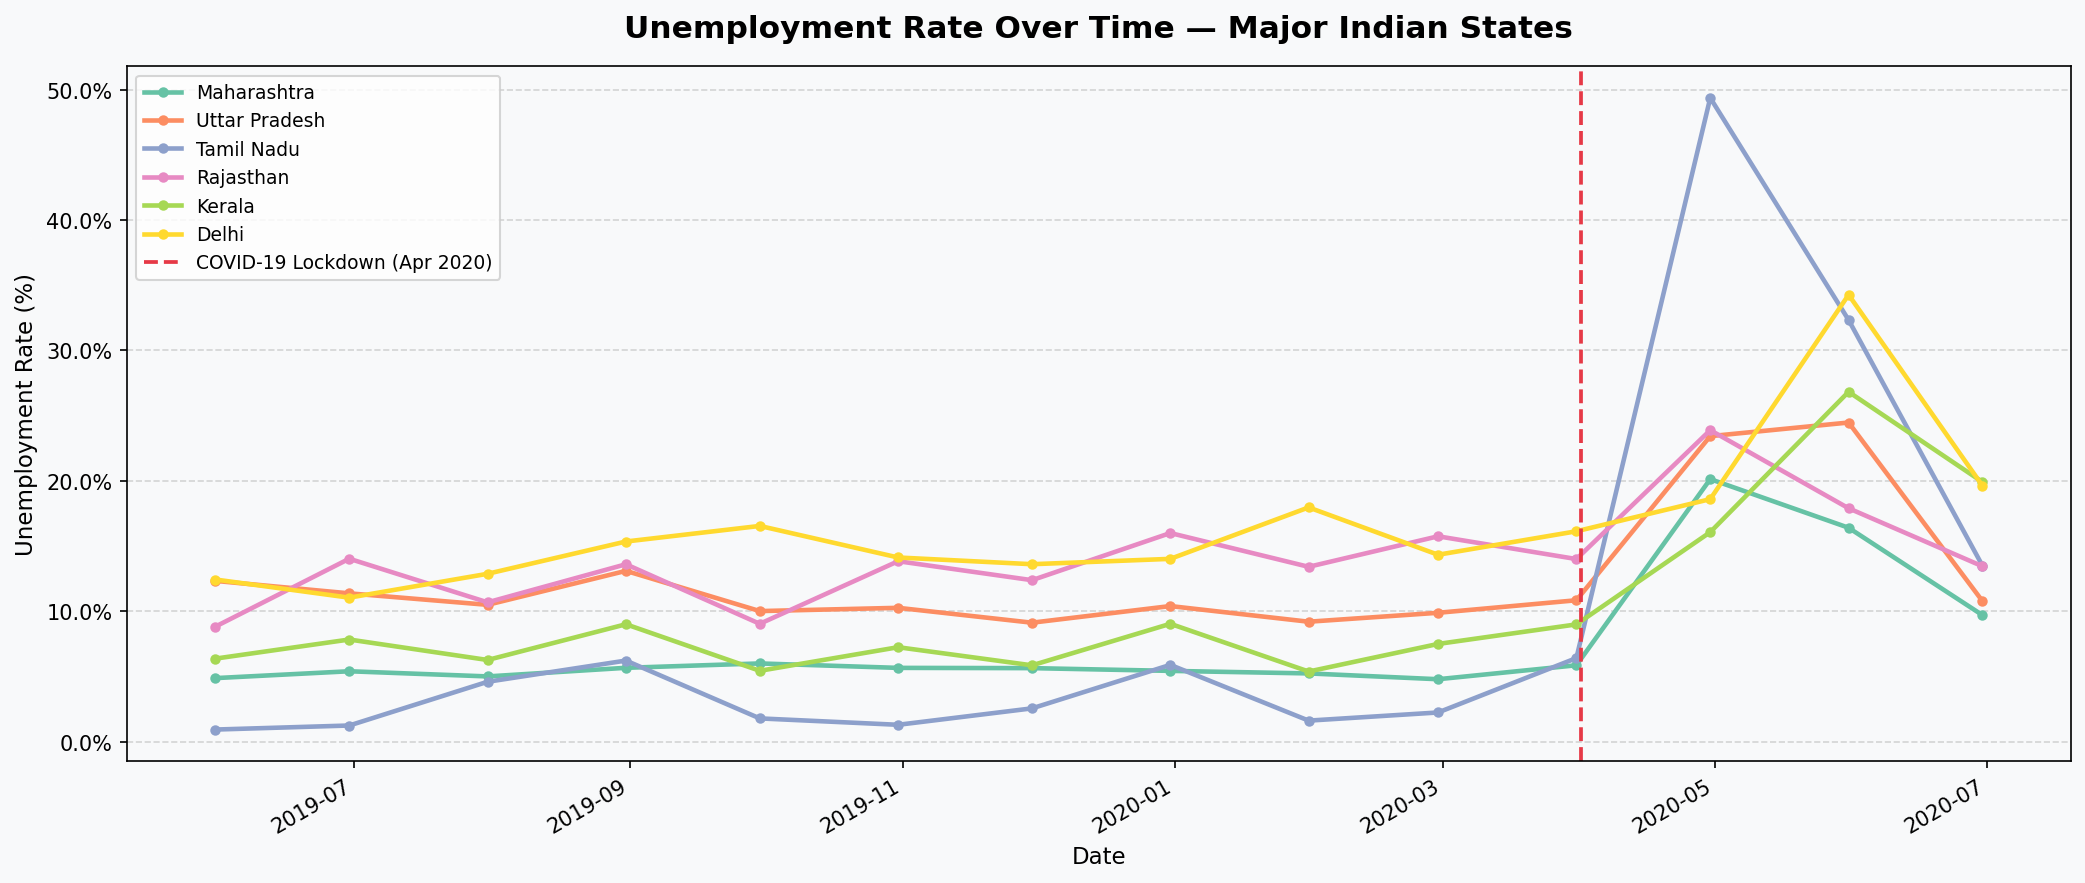 Unemployment Rate Over Time — Major Indian States
Unemployment Rate (%)
50.0%
40.0%
30.0%
20.0%
10.0%
0.0%
Maharashtra
Uttar Pradesh
Tamil Nadu
Rajasthan
Kerala
Delhi
COVID-19 Lockdown (Apr 2020)
2019-07
2019-09
2019-11
2020-01
2020-03
2020-05
2020-07
Date